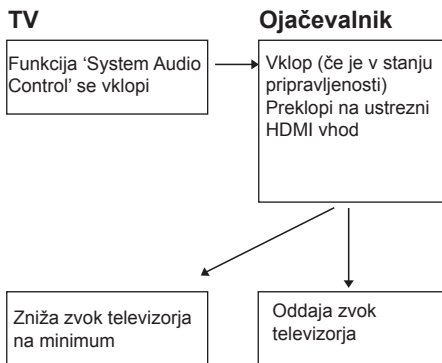 TV
Ojačevalnik
Funkcija ‘System Audio
Control’ se vklopi
Vklop (če je v stanju
pripravljenosti)
Preklopi na ustrezni
HDMI vhod
Zniža zvok televizorja
na minimum
Oddaja zvok
televizorja